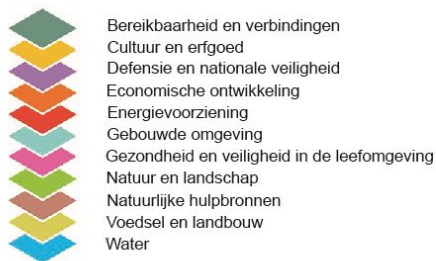 Bereikbaarheid en verbindingen
Cultuur en erfgoed
Defensie en nationale veiligheid
Economische ontwikkeling
Energievoorziening
Gebouwde omgeving
Gezondheid en veiligheid in de leefomgeving
Natuur en landschap
Natuurlijke hulpbronnen
Voedsel en landbouw
Water